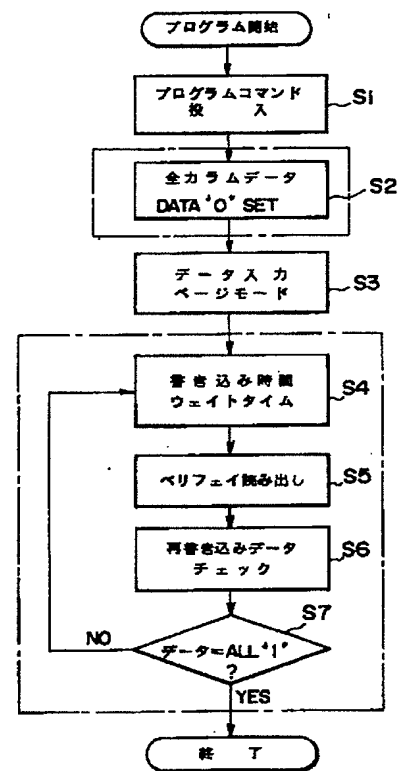 プログラム開始
プログラムコマンド
投 入
S1
全カラムデータ
DATA "0" SET
S2
データ入力
ページモード
S3
書き込み時間
ウェイトタイム
S4
ベリファイ読み出し
S5
再書き込みデータ
チェック
S6
S7
データ=ALL "1"
?
NO
YES
終 了